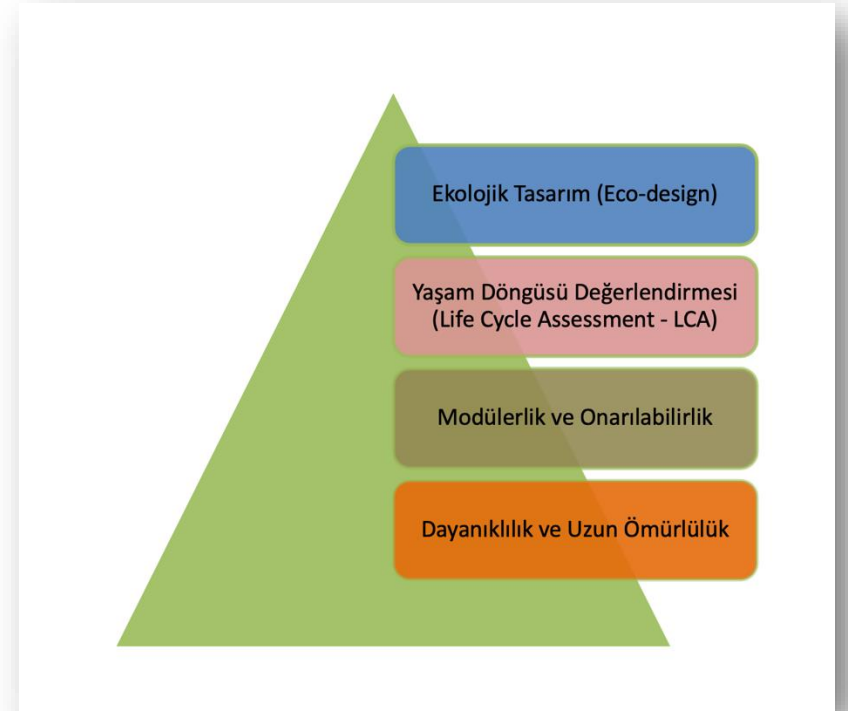 Ekolojik Tasarım (Eco-design)
Yaşam Döngüsü Değerlendirmesi
(Life Cycle Assessment - LCA)
Modülerlik ve Onarılabilirlik
Dayanıklılık ve Uzun Ömürlülük